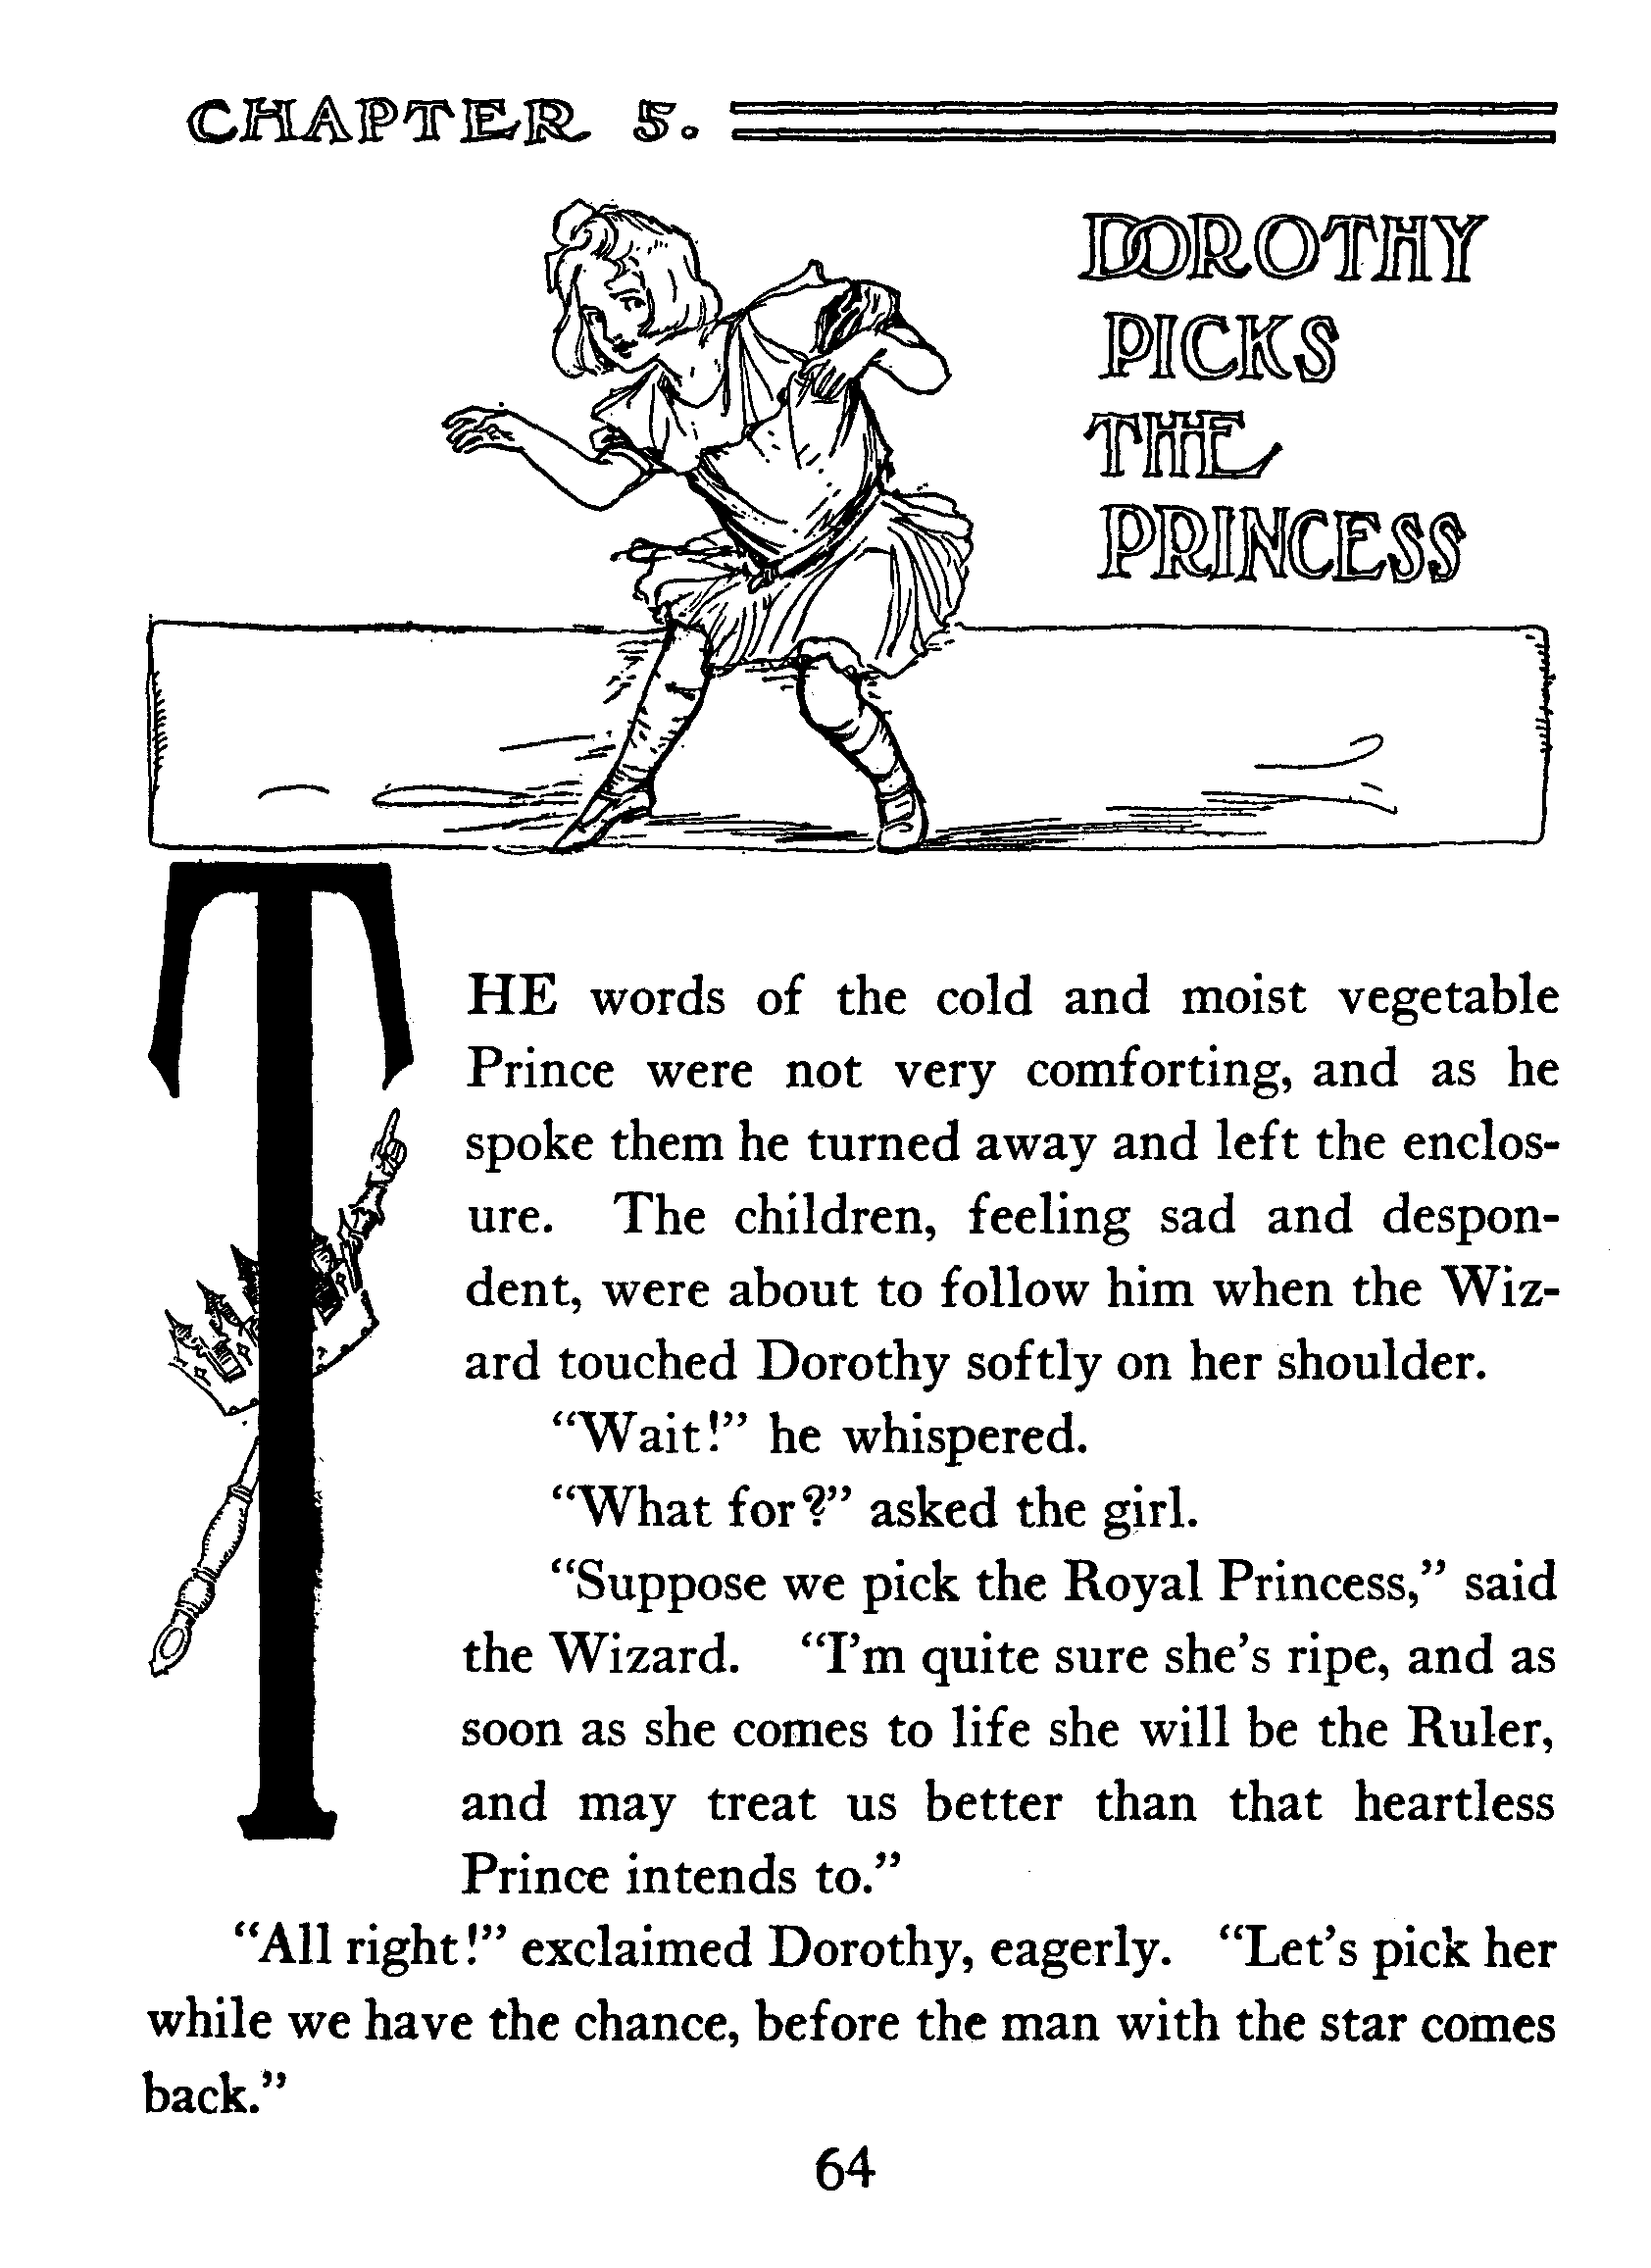 CHAPTER 5.
DOROTHY
PICKS
THE
PRINCESS
THE words of the cold and moist vegetable
Prince were not very comforting, and as he
spoke them he turned away and left the enclos-
ure. The children, feeling sad and despon-
dent, were about to follow him when the Wiz-
ard touched Dorothy softly on her shoulder.
“Wait!” he whispered.
“What for?” asked the girl.
“Suppose we pick the Royal Princess,” said
the Wizard. “I’m quite sure she’s ripe, and as
soon as she comes to life she will be the Ruler,
and may treat us better than that heartless
Prince intends to.”
“All right!” exclaimed Dorothy, eagerly. “Let’s pick her
while we have the chance, before the man with the star comes
back.”
64